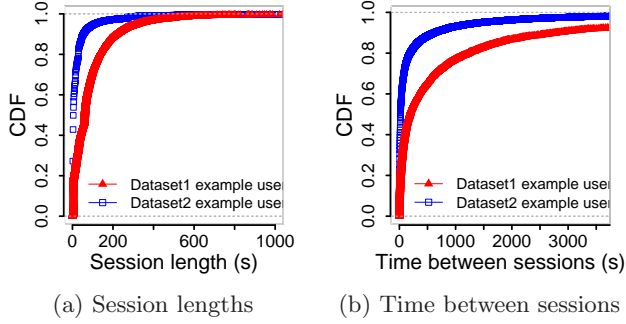 CDF
1.0
0.8
0.6
0.4
0.2
0.0
Dataset1 example user
Dataset2 example user
0 200 600 1000
Session length (s)
(a) Session lengths
CDF
1.0
0.8
0.6
0.4
0.2
0.0
Dataset1 example user
Dataset2 example user
0 1000 2000 3000
Time between sessions (s)
(b) Time between sessions